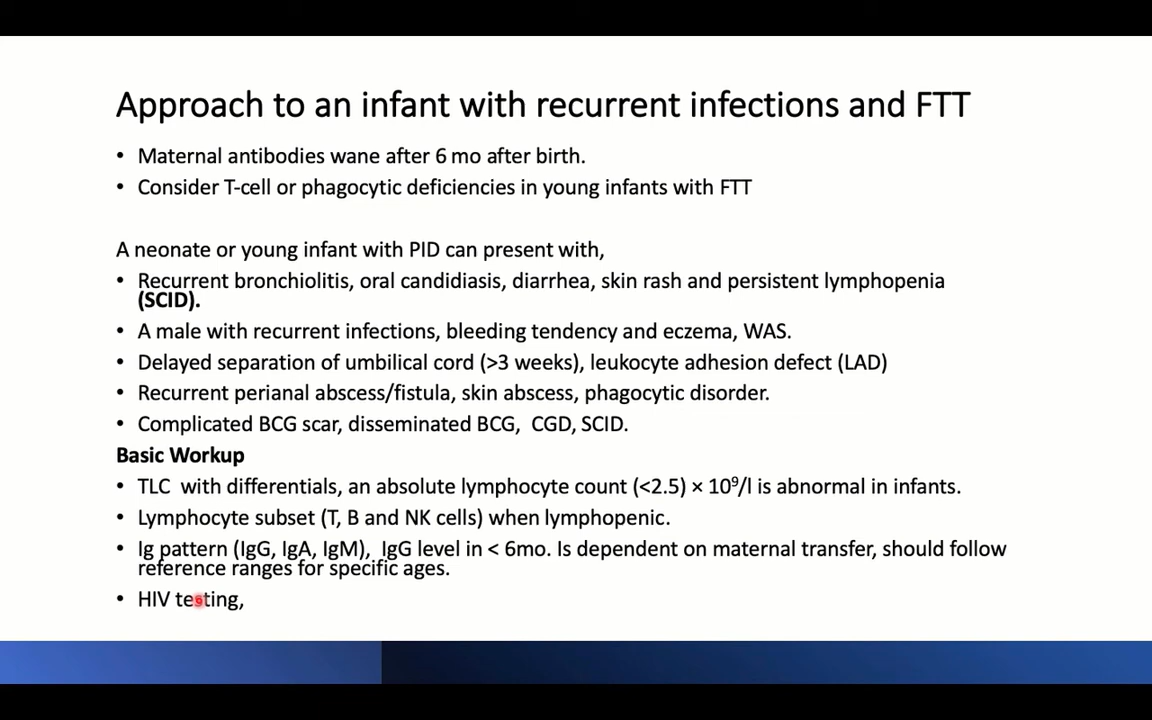 Approach to an infant with recurrent infections and FTT
• Maternal antibodies wane after 6 mo after birth.
• Consider T-cell or phagocytic deficiencies in young infants with FTT
A neonate or young infant with PID can present with,
• Recurrent bronchiolitis, oral candidiasis, diarrhea, skin rash and persistent lymphopenia
(SCID).
• A male with recurrent infections, bleeding tendency and eczema, WAS.
• Delayed separation of umbilical cord (>3 weeks), leukocyte adhesion defect (LAD)
• Recurrent perianal abscess/fistula, skin abscess, phagocytic disorder.
• Complicated BCG scar, disseminated BCG, CGD, SCID.
Basic Workup
• TLC with differentials, an absolute lymphocyte count (<2.5) × 10⁹/l is abnormal in infants.
• Lymphocyte subset (T, B and NK cells) when lymphopenic.
• Ig pattern (IgG, IgA, IgM), IgG level in < 6mo. Is dependent on maternal transfer, should follow
reference ranges for specific ages.
• HIV testing,